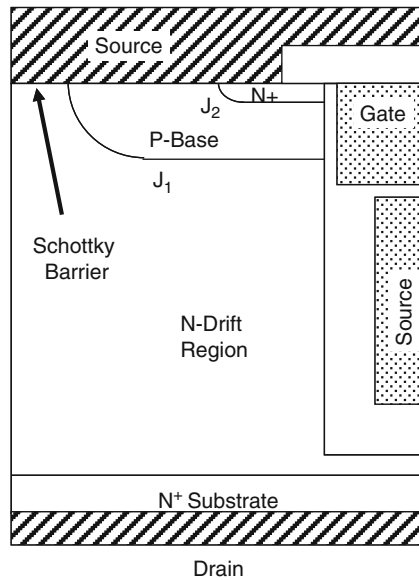 Source
N+
J2
Gate
P-Base
J1
Schottky
Barrier
Source
N-Drift
Region
N+ Substrate
Drain